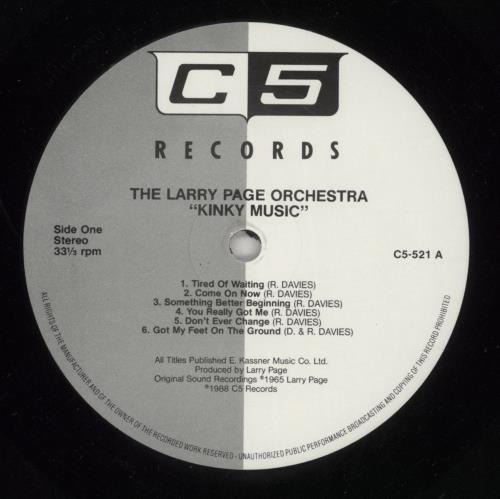 C5
RECORDS
THE LARRY PAGE ORCHESTRA
"KINKY MUSIC"
Side One
Stereo
33⅓ rpm
C5-521 A
1. Tired Of Waiting (R. DAVIES)
2. Come On Now (R. DAVIES)
3. Something Better Beginning (R. DAVIES)
4. You Really Got Me (R. DAVIES)
5. Don't Ever Change (R. DAVIES)
6. Got My Feet On The Ground (D. & R. DAVIES)
All Titles Published E. Kassner Music Co. Ltd.
Produced by Larry Page
Original Sound Recordings ℗1965 Larry Page
℗1988 C5 Records
ALL RIGHTS OF THE MANUFACTURER AND OF THE OWNER OF THE RECORDED WORK RESERVED - UNAUTHORIZED PUBLIC PERFORMANCE BROADCASTING AND COPYING OF THIS RECORD PROHIBITED